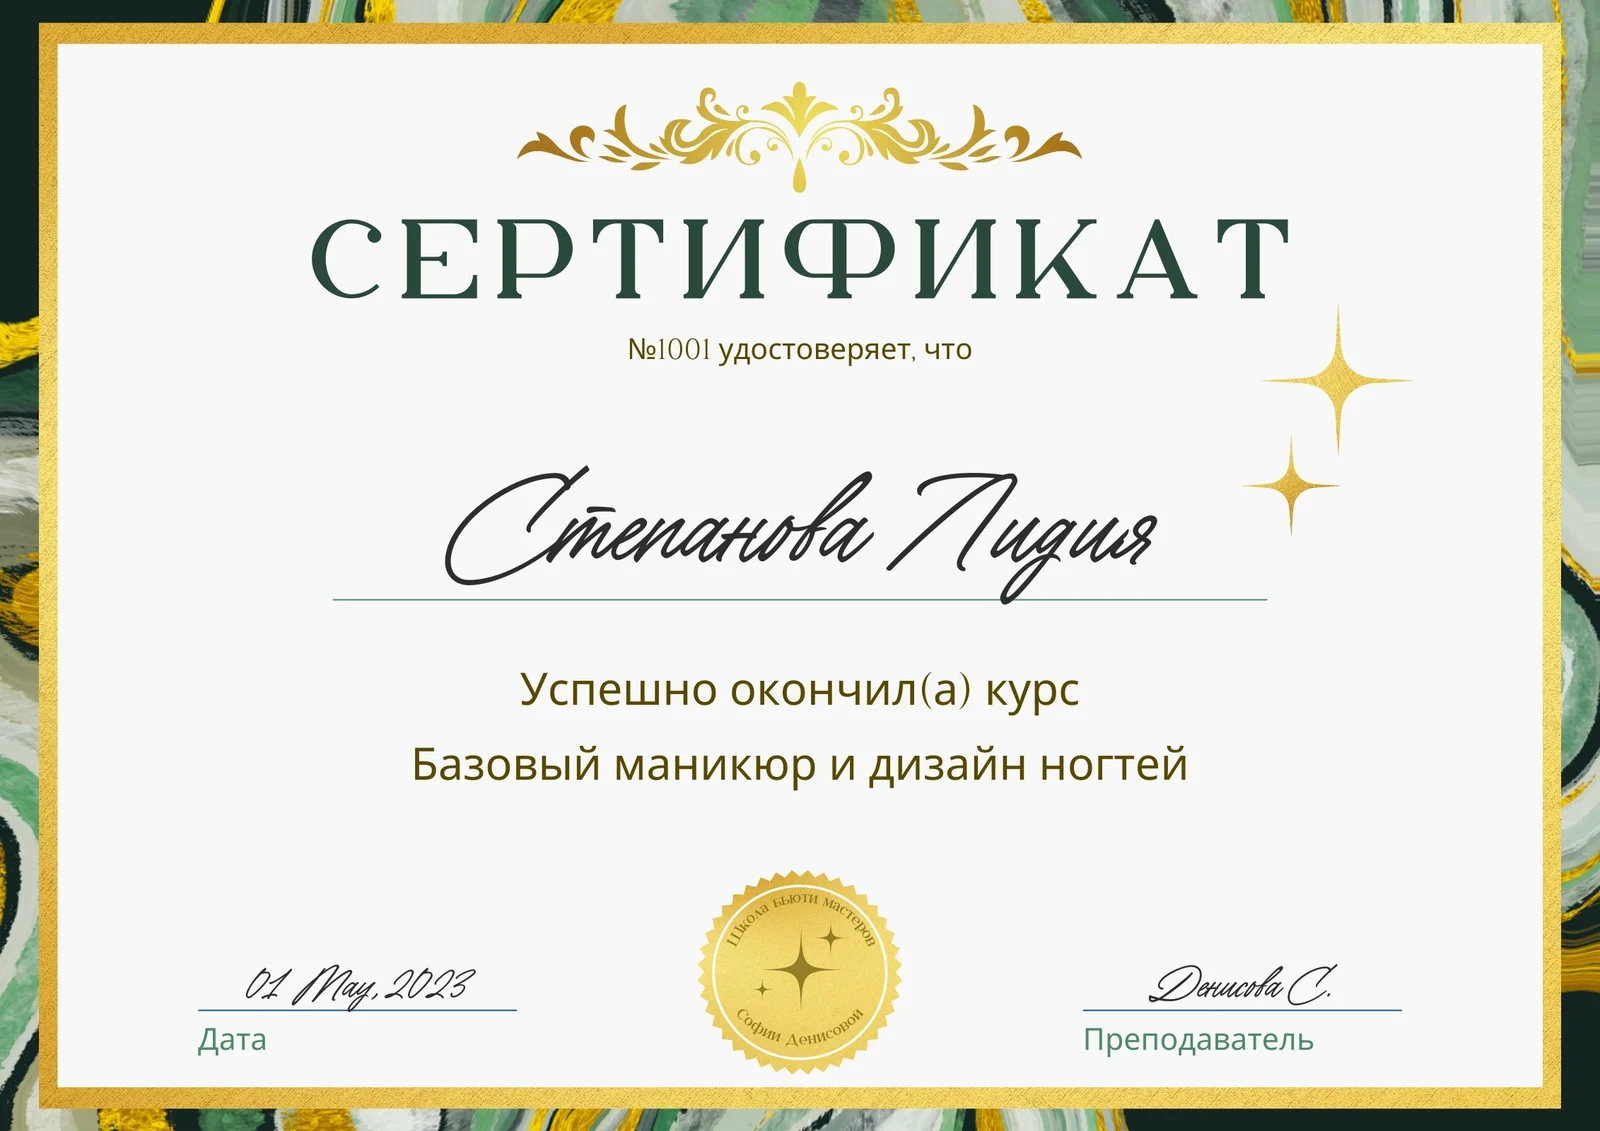 СЕРТИФИКАТ
№1001 удостоверяет, что
Степанова Лидия
Успешно окончил(а) курс
Базовый маникюр и дизайн ногтей
Школа бьюти мастеров
Софии Денисовой
01 May, 2023
Дата
Денисова С.
Преподаватель